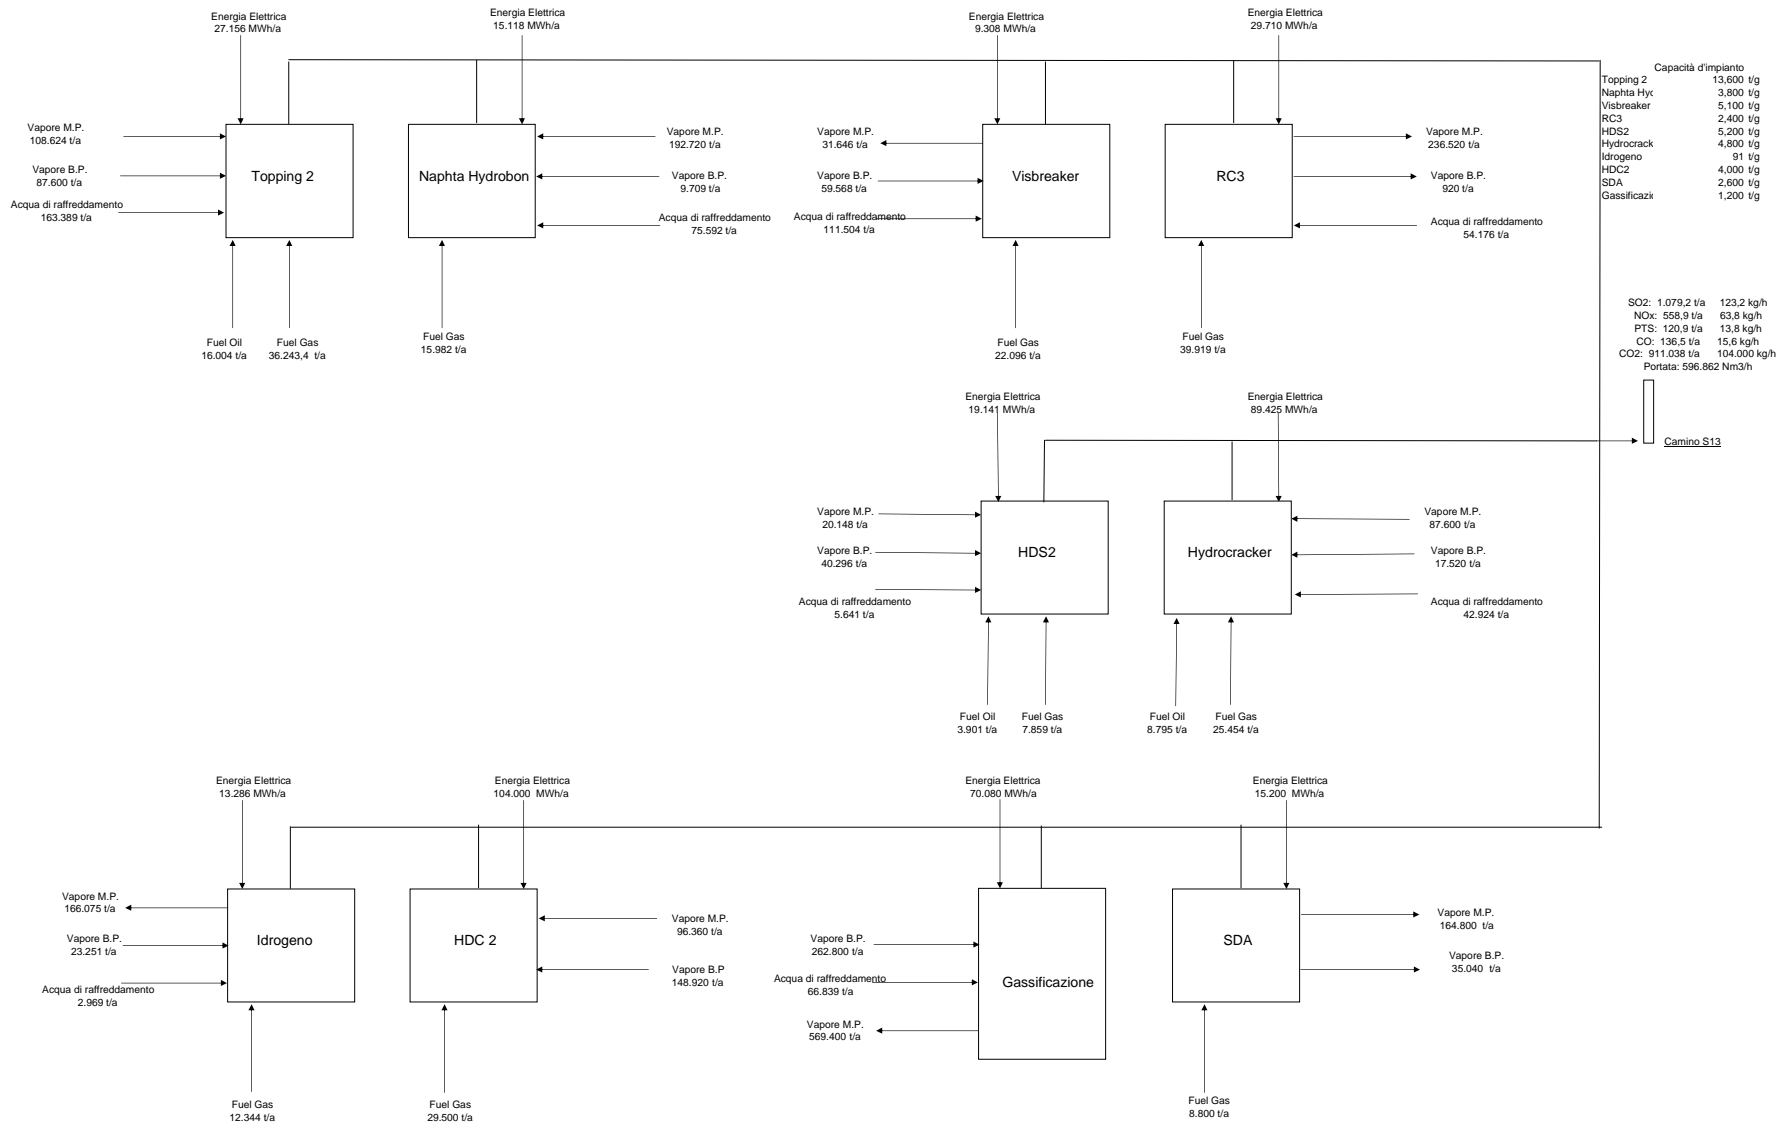 Energia Elettrica
27.156 MWh/a
Energia Elettrica
15.118 MWh/a
Energia Elettrica
9.308 MWh/a
Energia Elettrica
29.710 MWh/a
Capacità d'impianto
Topping 2 13,600 t/g
Naphta Hyc 3,800 t/g
Visbreaker 5,100 t/g
RC3 2,400 t/g
HDS2 5,200 t/g
Hydrocrack 4,800 t/g
Idrogeno 91 t/g
HDC2 4,000 t/g
SDA 2,600 t/g
Gassificazi 1,200 t/g
Vapore M.P.
108.624 t/a
Vapore B.P.
87.600 t/a
Acqua di raffreddamento
163.389 t/a
Topping 2
Naphta Hydrobon
Vapore M.P.
192.720 t/a
Vapore B.P.
9.709 t/a
Acqua di raffreddamento
75.592 t/a
Vapore M.P.
31.646 t/a
Vapore B.P.
59.568 t/a
Acqua di raffreddamento
111.504 t/a
Visbreaker
RC3
Vapore M.P.
236.520 t/a
Vapore B.P.
920 t/a
Acqua di raffreddamento
54.176 t/a
Fuel Oil
16.004 t/a
Fuel Gas
36.243,4 t/a
Fuel Gas
15.982 t/a
Fuel Gas
22.096 t/a
Fuel Gas
39.919 t/a
SO2: 1.079,2 t/a 123,2 kg/h
NOx: 558,9 t/a 63,8 kg/h
PTS: 120,9 t/a 13,8 kg/h
CO: 136,5 t/a 15,6 kg/h
CO2: 911.038 t/a 104.000 kg/h
Portata: 596.862 Nm3/h
Camino S13
Energia Elettrica
19.141 MWh/a
Energia Elettrica
89.425 MWh/a
Vapore M.P.
20.148 t/a
Vapore B.P.
40.296 t/a
Acqua di raffreddamento
5.641 t/a
HDS2
Hydrocracker
Vapore M.P.
87.600 t/a
Vapore B.P.
17.520 t/a
Acqua di raffreddamento
42.924 t/a
Fuel Oil
3.901 t/a
Fuel Gas
7.859 t/a
Fuel Oil
8.795 t/a
Fuel Gas
25.454 t/a
Energia Elettrica
13.286 MWh/a
Energia Elettrica
104.000 MWh/a
Energia Elettrica
70.080 MWh/a
Energia Elettrica
15.200 MWh/a
Vapore M.P.
166.075 t/a
Vapore B.P.
23.251 t/a
Acqua di raffreddamento
2.969 t/a
Idrogeno
HDC 2
Vapore M.P.
96.360 t/a
Vapore B.P
148.920 t/a
Vapore B.P.
262.800 t/a
Acqua di raffreddamento
66.839 t/a
Vapore M.P.
569.400 t/a
Gassificazione
SDA
Vapore M.P.
164.800 t/a
Vapore B.P.
35.040 t/a
Fuel Gas
12.344 t/a
Fuel Gas
29.500 t/a
Fuel Gas
8.800 t/a